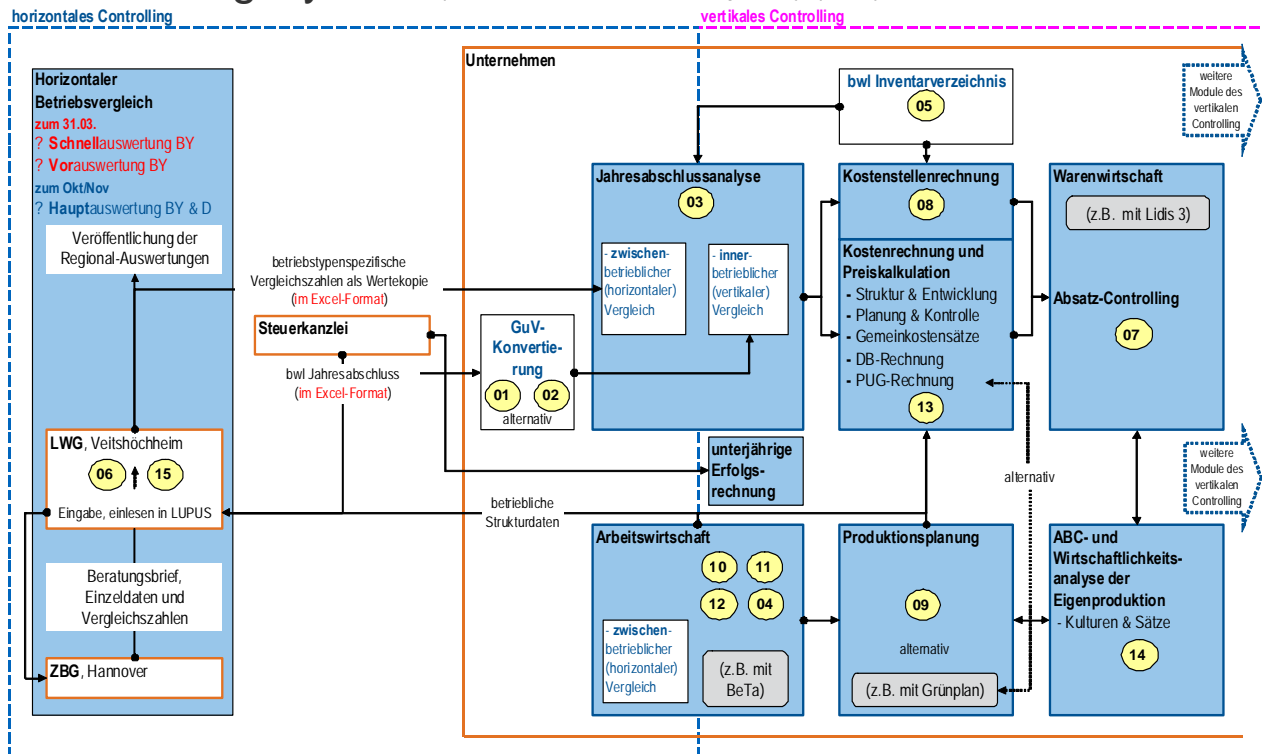 horizontales Controlling
vertikales Controlling
Unternehmen
Horizontaler
Betriebsvergleich
zum 31.03.
? Schnellauswertung BY
? Vorauswertung BY
zum Okt/Nov
? Hauptauswertung BY & D
Veröffentlichung der
Regional-Auswertungen
LWG, Veitshöchheim
06
15
Eingabe, einlesen in LUPUS
Beratungsbrief,
Einzeldaten und
Vergleichszahlen
ZBG, Hannover
betriebstypenspezifische
Vergleichszahlen als Wertekopie
(im Excel-Format)
Steuerkanzlei
bwl Jahresabschluss
(im Excel-Format)
GuV-
Konvertie-
rung
01
02
alternativ
betriebliche
Strukturdaten
bwl Inventarverzeichnis
05
Jahresabschlussanalyse
03
- zwischen-
betrieblicher
(horizontaler)
Vergleich
- inner-
betrieblicher
(vertikaler)
Vergleich
Kostenstellenrechnung
08
Kostenrechnung und
Preiskalkulation
- Struktur & Entwicklung
- Planung & Kontrolle
- Gemeinkostensätze
- DB-Rechnung
- PUG-Rechnung
13
Warenwirtschaft
(z.B. mit Lidis 3)
Absatz-Controlling
07
weitere
Module des
vertikalen
Controlling
unterjährige
Erfolgs-
rechnung
alternativ
weitere
Module des
vertikalen
Controlling
Arbeitswirtschaft
10
11
12
04
- zwischen-
betrieblicher
(horizontaler)
Vergleich
(z.B. mit
BeTa)
Produktionsplanung
09
alternativ
(z.B. mit Grünplan)
ABC- und
Wirtschaftlichkeits-
analyse der
Eigenproduktion
- Kulturen & Sätze
14